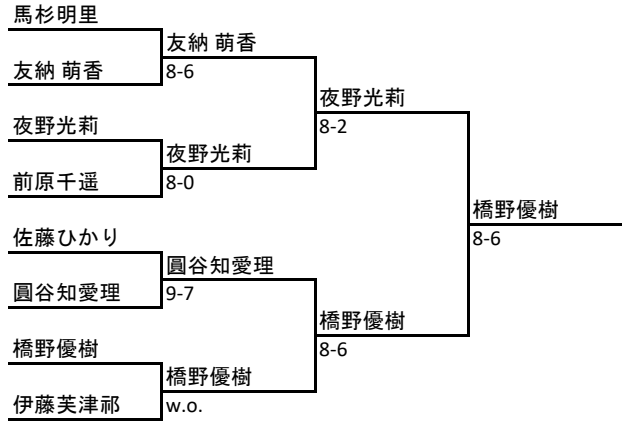 馬杉明里
友納 萌香
友納 萌香
8-6
夜野光莉
8-2
夜野光莉
夜野光莉
8-0
前原千遥
橋野優樹
8-6
佐藤ひかり
圓谷知愛理
9-7
圓谷知愛理
橋野優樹
8-6
橋野優樹
橋野優樹
w.o.
伊藤芙津祁